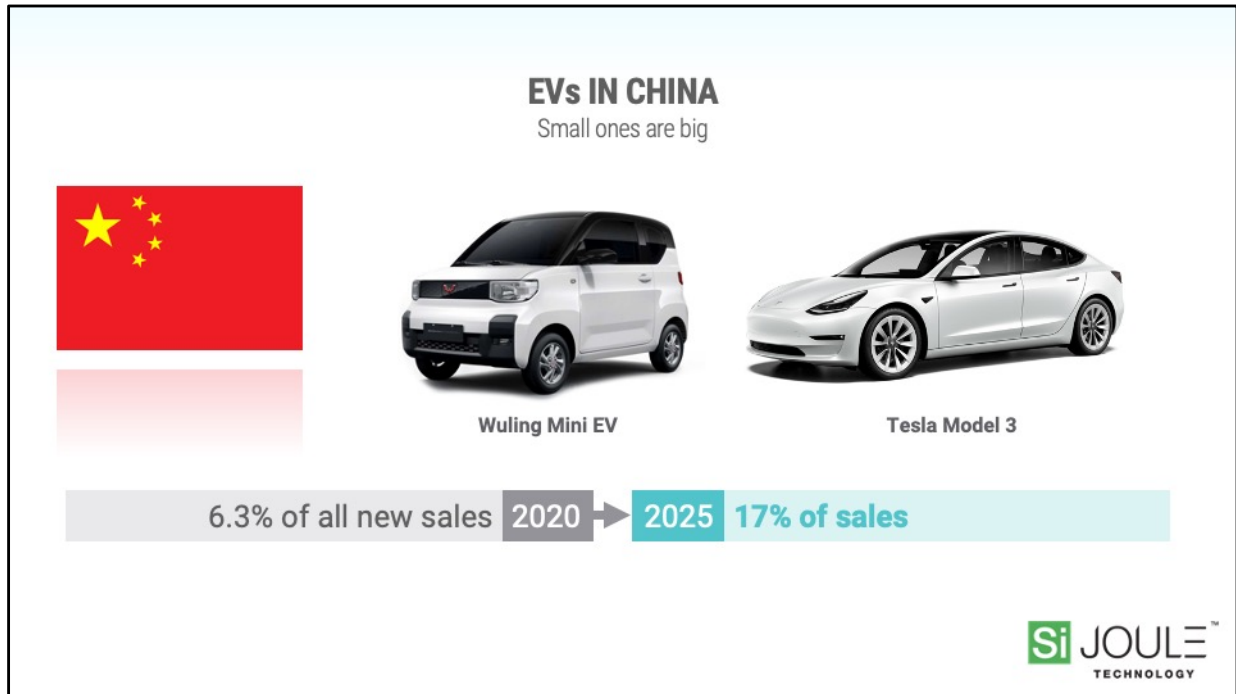 EVs IN CHINA
Small ones are big
Wuling Mini EV
Tesla Model 3
6.3% of all new sales 2020 2025 17% of sales
Si JOULE™
TECHNOLOGY